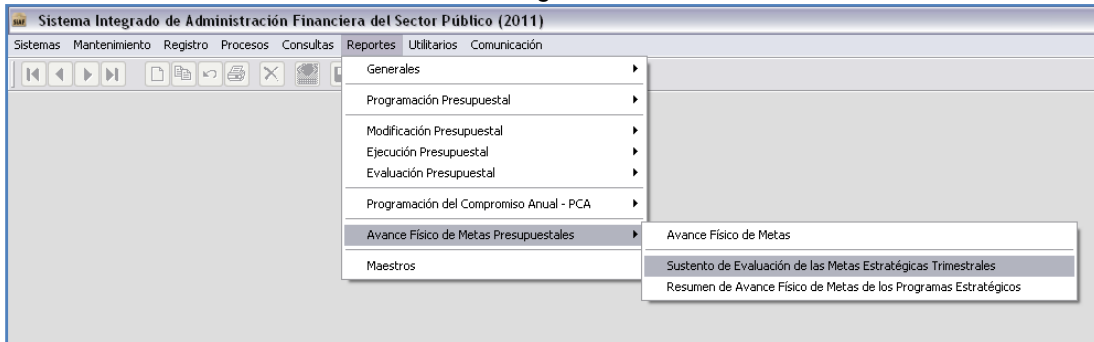 Sistema Integrado de Administración Financiera del Sector Público (2011)
Sistemas Mantenimiento Registro Procesos Consultas Reportes Utilitarios Comunicación
Generales
Programación Presupuestal
Modificación Presupuestal
Ejecución Presupuestal
Evaluación Presupuestal
Programación del Compromiso Anual - PCA
Avance Físico de Metas Presupuestales
Maestros
Avance Físico de Metas
Sustento de Evaluación de las Metas Estratégicas Trimestrales
Resumen de Avance Físico de Metas de los Programas Estratégicos